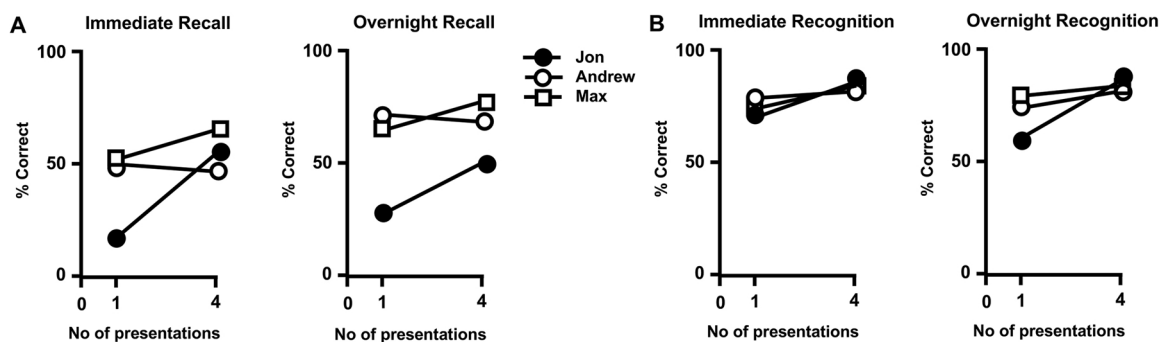 A
Immediate Recall
100
50
0
% Correct
0
1
4
No of presentations
Overnight Recall
100
50
0
% Correct
0
1
4
No of presentations
Jon
Andrew
Max
B
Immediate Recognition
100
50
0
% Correct
0
1
4
No of presentations
Overnight Recognition
100
50
0
% Correct
0
1
4
No of presentations